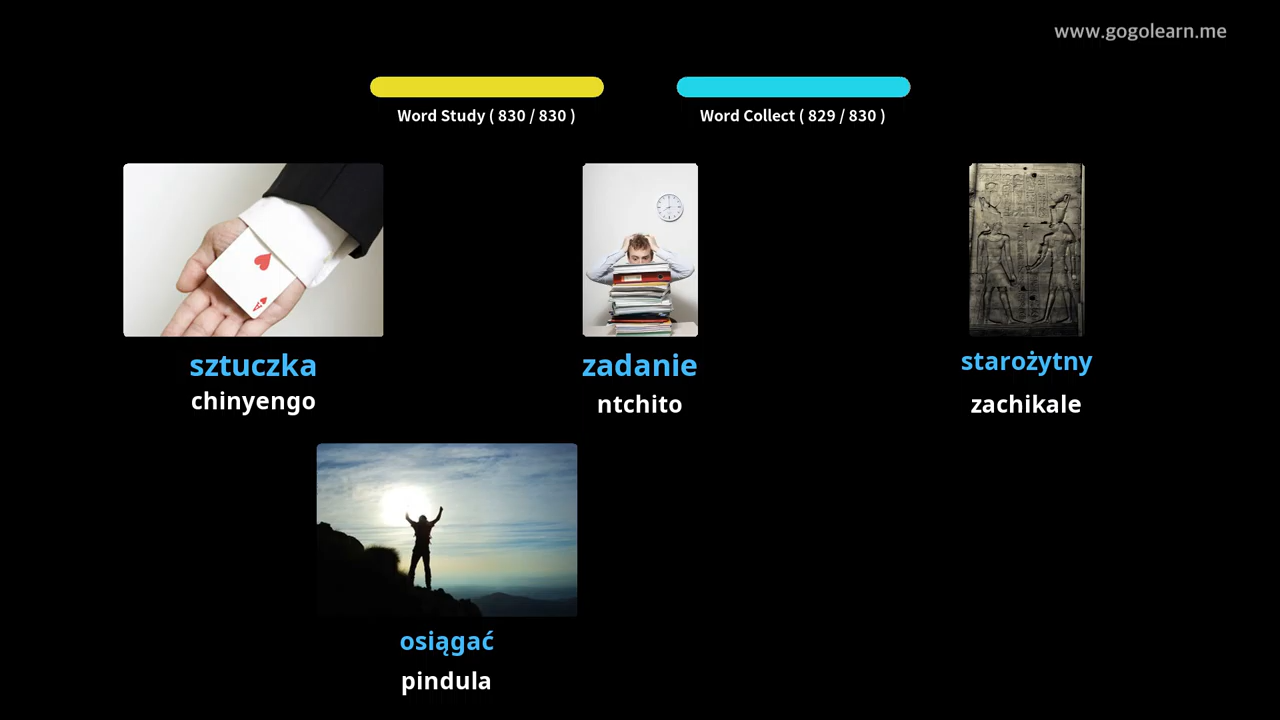 www.gogolearn.me
Word Study ( 830 / 830 )
Word Collect ( 829 / 830 )
sztuczka
chinyengo
zadanie
ntchito
starożytny
zachikale
osiągać
pindula